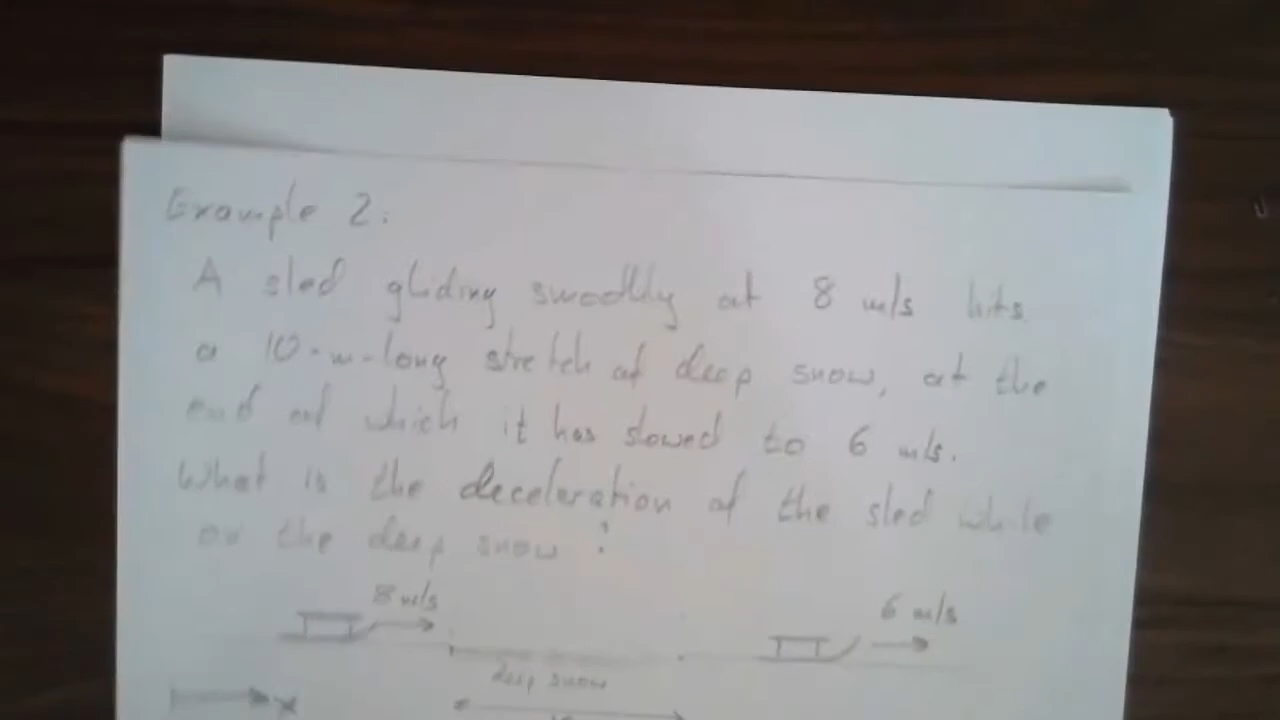 Example 2:
A sled gliding smoothly at 8 m/s hits
a 10-m-long stretch of deep snow, at the
end of which it has slowed to 6 m/s.
What is the deceleration of the sled while
on the deep snow?
8 m/s
6 m/s
deep snow
x